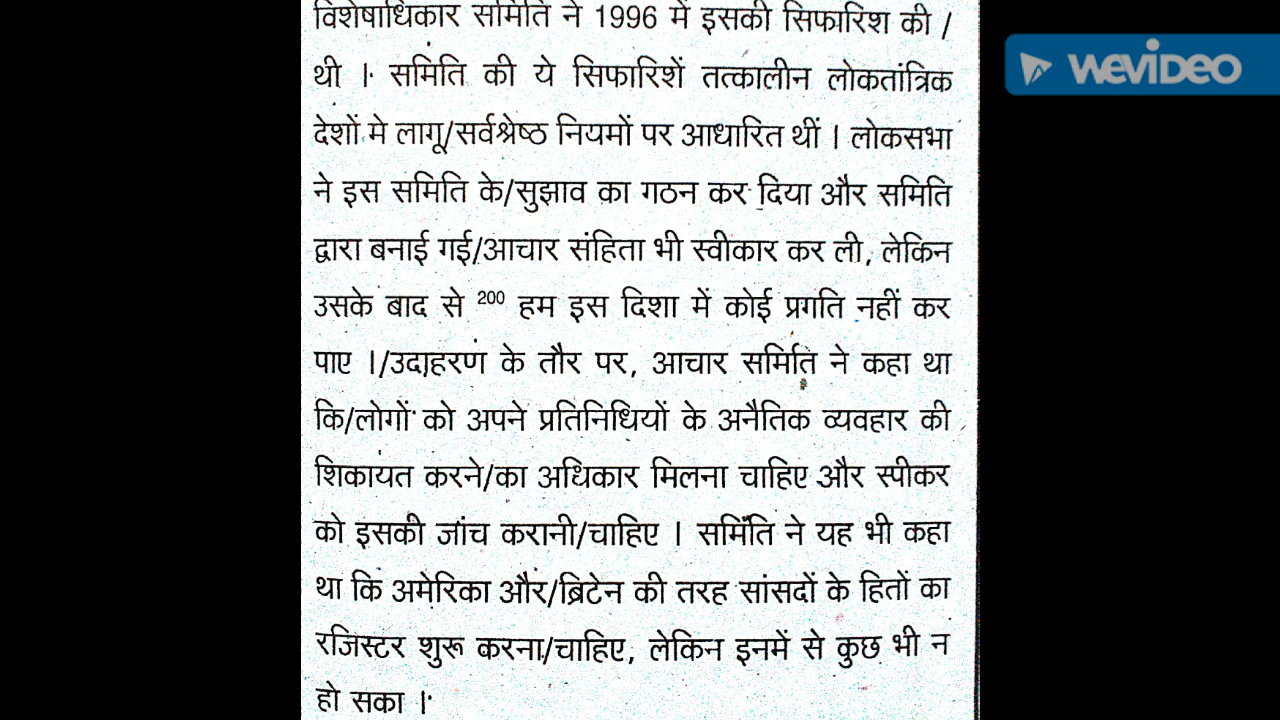 विशेषाधिकार समिति ने 1996 में इसकी सिफारिश की /
थी । समिति की ये सिफारिशें तत्कालीन लोकतांत्रिक
देशों मे लागू/सर्वश्रेष्ठ नियमों पर आधारित थीं । लोकसभा
ने इस समिति के/सुझाव का गठन कर दिया और समिति
द्वारा बनाई गई/आचार संहिता भी स्वीकार कर ली, लेकिन
उसके बाद से 200 हम इस दिशा में कोई प्रगति नहीं कर
पाए ।/उदाहरण के तौर पर, आचार समिति ने कहा था
कि/लोगों को अपने प्रतिनिधियों के अनैतिक व्यवहार की
शिकायत करने/का अधिकार मिलना चाहिए और स्पीकर
को इसकी जांच करानी/चाहिए । समिति ने यह भी कहा
था कि अमेरिका और/ब्रिटेन की तरह सांसदों के हितों का
रजिस्टर शुरू करना/चाहिए, लेकिन इनमें से कुछ भी न
हो सका ।
WEVIDEO